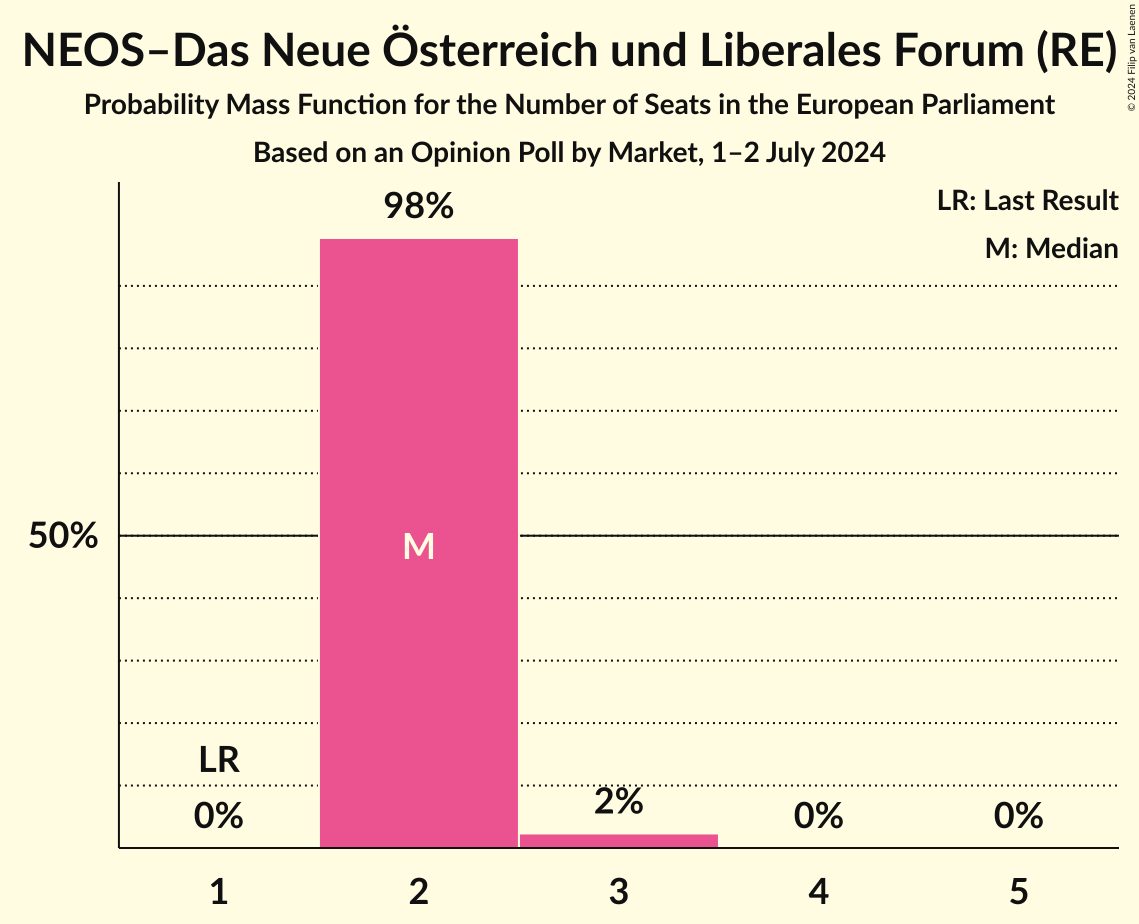 NEOS–Das Neue Österreich und Liberales Forum (RE)
Probability Mass Function for the Number of Seats in the European Parliament
Based on an Opinion Poll by Market, 1–2 July 2024
© 2024 Filip van Laenen
LR: Last Result
M: Median
98%
50%
M
LR
0%
2%
0%
0%
1
2
3
4
5